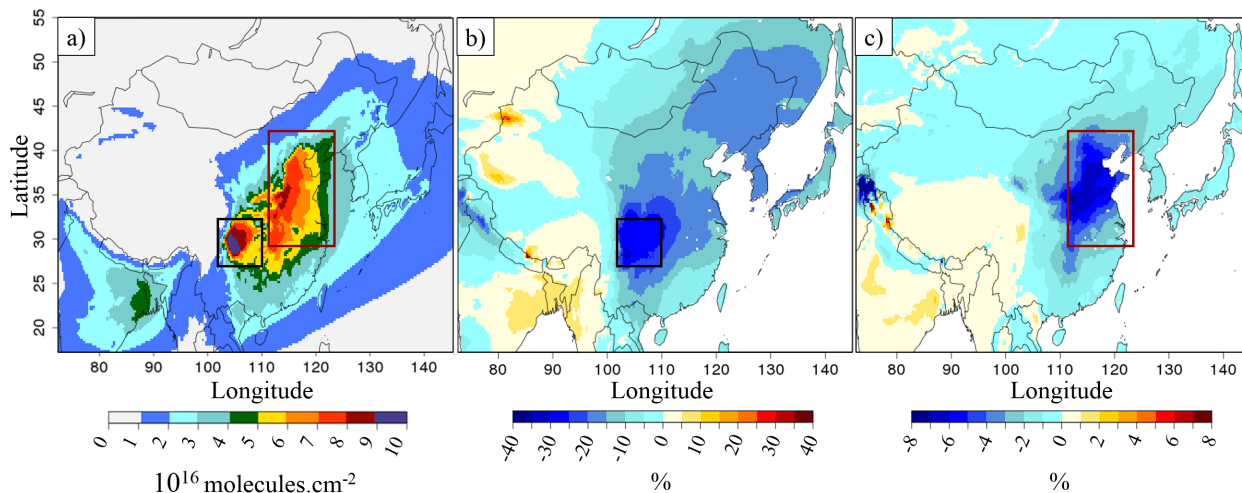 a) b) c)
55
50
45
40
35
30
25
20
Latitude
80 90 100 110 120 130 140 80 90 100 110 120 130 140 80 90 100 110 120 130 140
Longitude Longitude Longitude
0 1 2 3 4 5 6 7 8 9 10 -40 -30 -20 -10 0 10 20 30 40 -8 -6 -4 -2 0 2 4 6 8
10¹⁶ molecules.cm⁻² % %